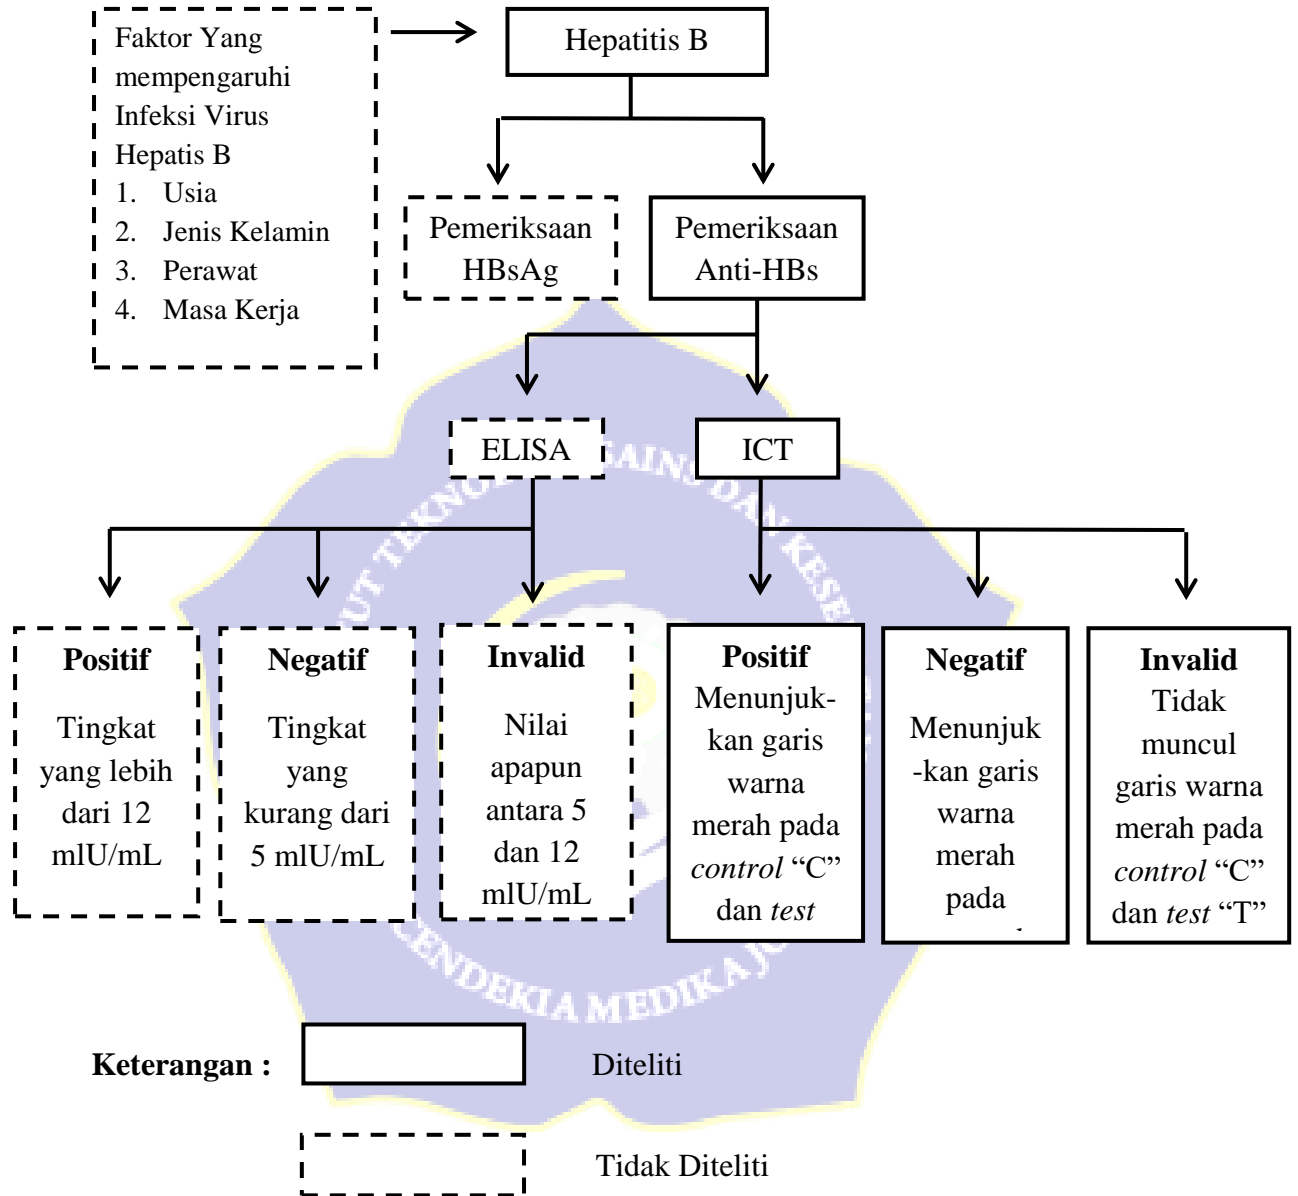 Faktor Yang
mempengaruhi
Infeksi Virus
Hepatis B
1. Usia
2. Jenis Kelamin
3. Perawat
4. Masa Kerja
Hepatitis B
Pemeriksaan
HBsAg
Pemeriksaan
Anti-HBs
ELISA
ICT
Positif
Tingkat
yang lebih
dari 12
mlU/mL
Negatif
Tingkat
yang
kurang dari
5 mlU/mL
Invalid
Nilai
apapun
antara 5
dan 12
mlU/mL
Positif
Menunjuk-
kan garis
warna
merah pada
control “C”
dan test
Negatif
Menunjuk
-kan garis
warna
merah
pada
Invalid
Tidak
muncul
garis warna
merah pada
control “C”
dan test “T”
SAINS DAN
CENDEKIA MEDIKA
Keterangan :
Diteliti
Tidak Diteliti